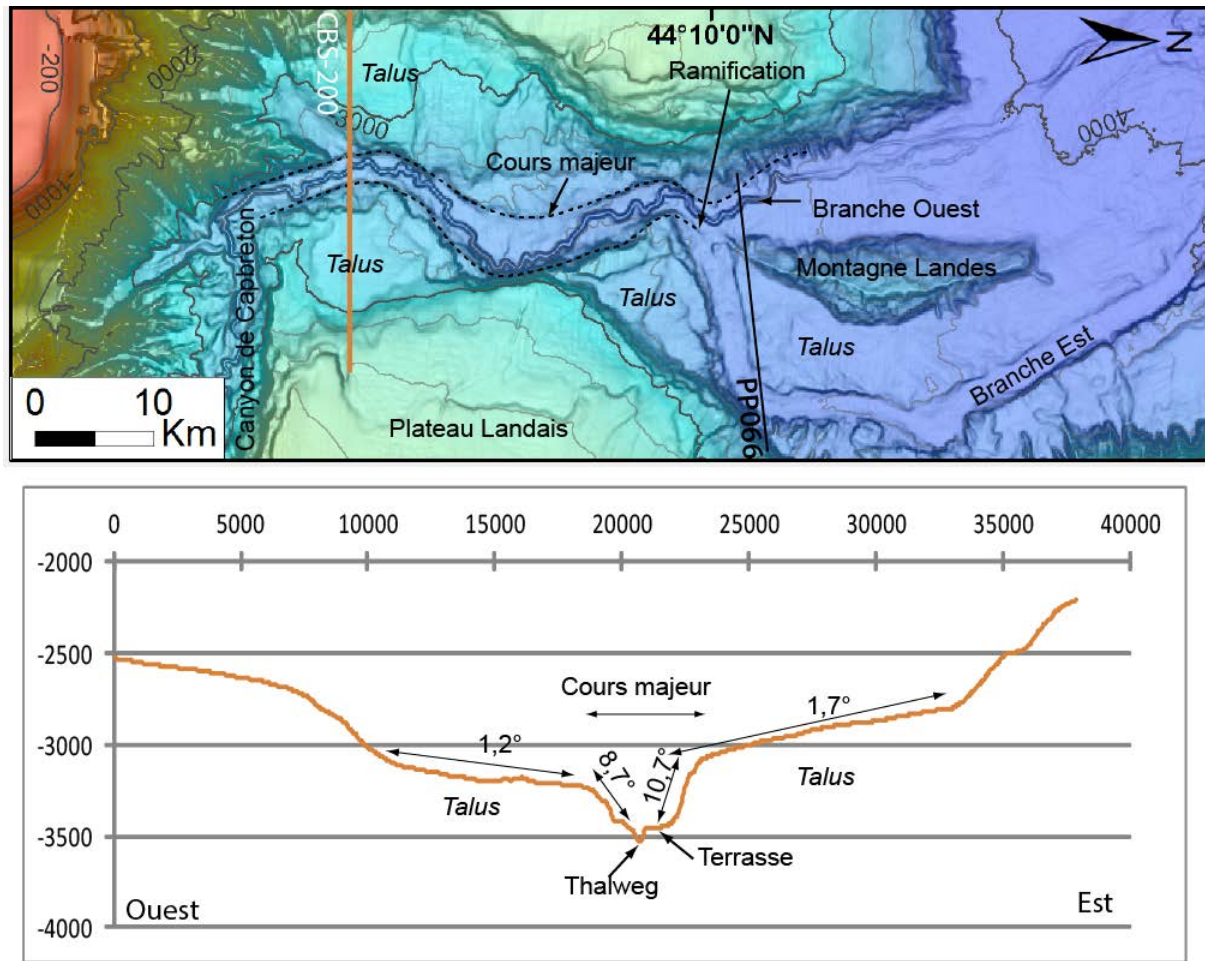 44°10'0"N
Ramification
N
-200
-1000
2000
CBS-200
Talus
3000
Cours majeur
4000
Branche Ouest
Canyon de Capbreton
Talus
Talus
Montagne Landes
Talus
Branche Est
PP066
Plateau Landais
0 10
Km
0 5000 10000 15000 20000 25000 30000 35000 40000
-2000
-2500
-3000
-3500
-4000
Cours majeur
1,2°
8,7°
10,7°
1,7°
Talus
Talus
Terrasse
Thalweg
Ouest
Est